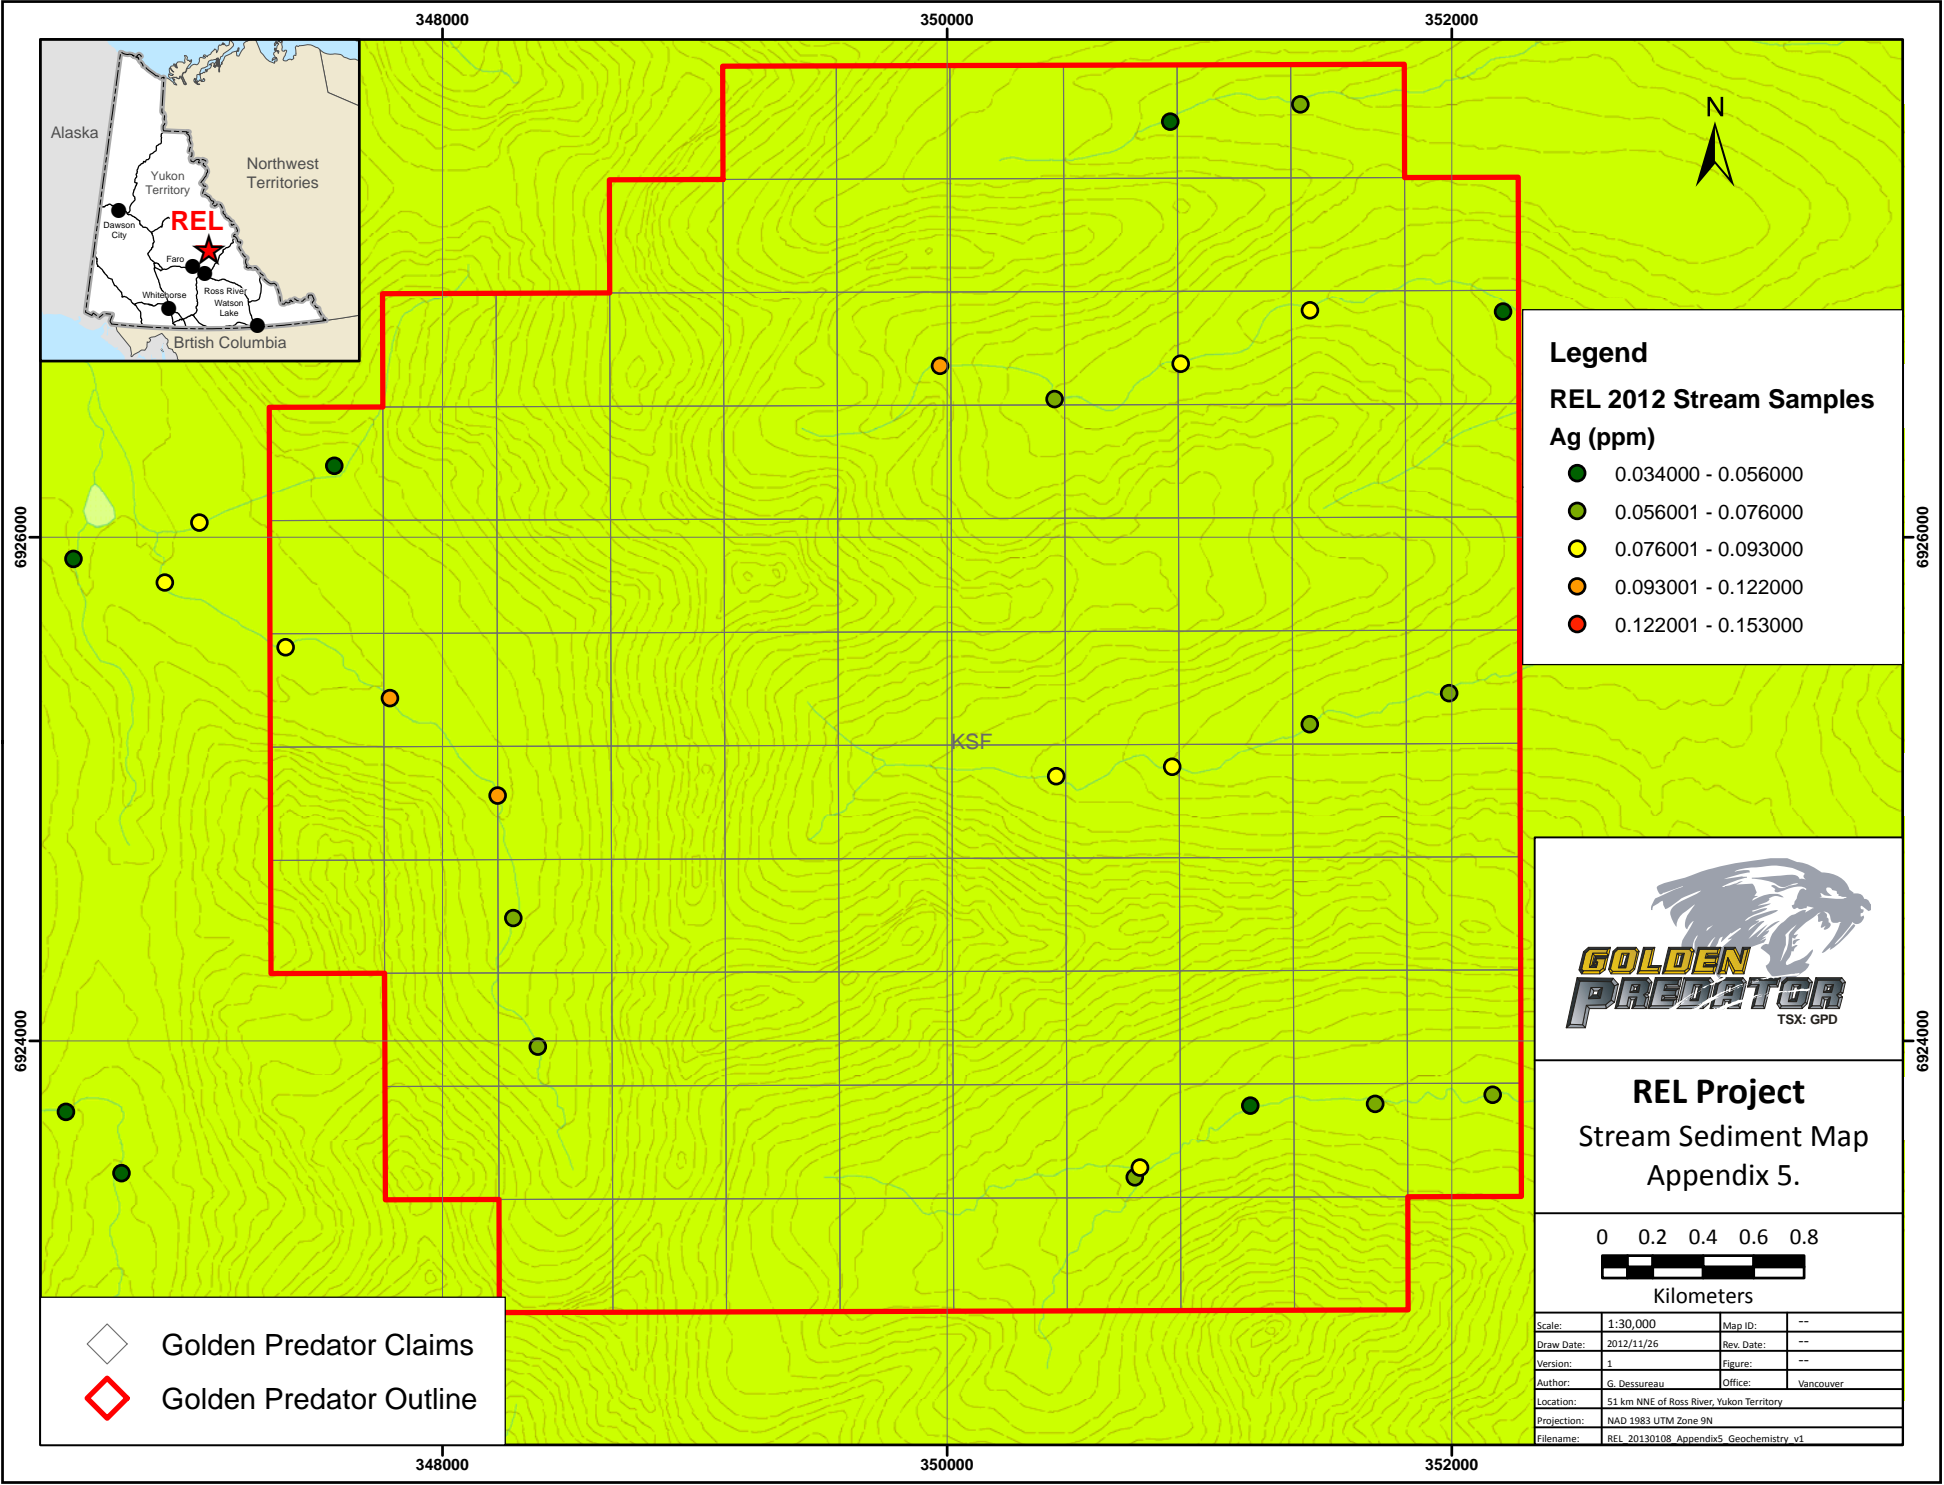 348000
350000
352000
Alaska
Northwest
Territories
Yukon
Territory
REL
Dawson
City
Faro
Ross River
Whitehorse
Watson
Lake
Brtish Columbia
N
Legend
REL 2012 Stream Samples
Ag (ppm)
0.034000 - 0.056000
0.056001 - 0.076000
0.076001 - 0.093000
0.093001 - 0.122000
0.122001 - 0.153000
6926000
6926000
KSF
GOLDEN
PREDATOR
TSX: GPD
6924000
6924000
REL Project
Stream Sediment Map
Appendix 5.
0 0.2 0.4 0.6 0.8
Kilometers
Scale: 1:30,000 Map ID: --
Draw Date: 2012/11/26 Rev. Date: --
Version: 1 Figure: --
Author: G. Dessureau Office: Vancouver
Location: 51 km NNE of Ross River, Yukon Territory
Projection: NAD 1983 UTM Zone 9N
Filename: REL_20130108_Appendix5_Geochemistry_v1
Golden Predator Claims
Golden Predator Outline
348000
350000
352000